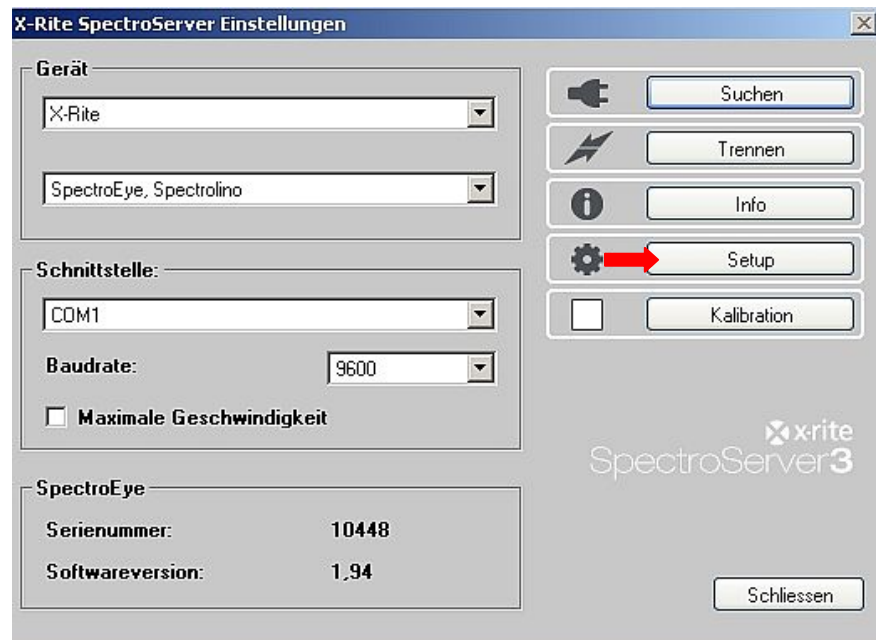 X-Rite SpectroServer Einstellungen
Gerät
X-Rite
SpectroEye, Spectrolino
Schnittstelle:
COM1
Baudrate:
9600
Maximale Geschwindigkeit
SpectroEye
Serienummer:
10448
Softwareversion:
1,94
Suchen
Trennen
Info
Setup
Kalibration
x-rite
SpectroServer3
Schliessen